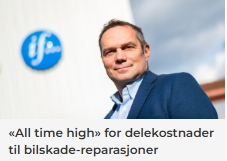 if
«All time high» for delekostnader
til bilskade-reparasjoner